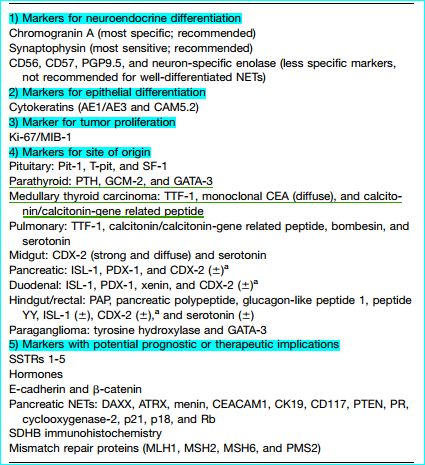 1) Markers for neuroendocrine differentiation
Chromogranin A (most specific; recommended)
Synaptophysin (most sensitive; recommended)
CD56, CD57, PGP9.5, and neuron-specific enolase (less specific markers,
not recommended for well-differentiated NETs)
2) Markers for epithelial differentiation
Cytokeratins (AE1/AE3 and CAM5.2)
3) Marker for tumor proliferation
Ki-67/MIB-1
4) Markers for site of origin
Pituitary: Pit-1, T-pit, and SF-1
Parathyroid: PTH, GCM-2, and GATA-3
Medullary thyroid carcinoma: TTF-1, monoclonal CEA (diffuse), and calcito-
nin/calcitonin-gene related peptide
Pulmonary: TTF-1, calcitonin/calcitonin-gene related peptide, bombesin, and
serotonin
Midgut: CDX-2 (strong and diffuse) and serotonin
Pancreatic: ISL-1, PDX-1, and CDX-2 (±)a
Duodenal: ISL-1, PDX-1, xenin, and CDX-2 (±)a
Hindgut/rectal: PAP, pancreatic polypeptide, glucagon-like peptide 1, peptide
YY, ISL-1 (±), CDX-2 (±),a and serotonin (±)
Paraganglioma: tyrosine hydroxylase and GATA-3
5) Markers with potential prognostic or therapeutic implications
SSTRs 1-5
Hormones
E-cadherin and β-catenin
Pancreatic NETs: DAXX, ATRX, menin, CEACAM1, CK19, CD117, PTEN, PR,
cyclooxygenase-2, p21, p18, and Rb
SDHB immunohistochemistry
Mismatch repair proteins (MLH1, MSH2, MSH6, and PMS2)